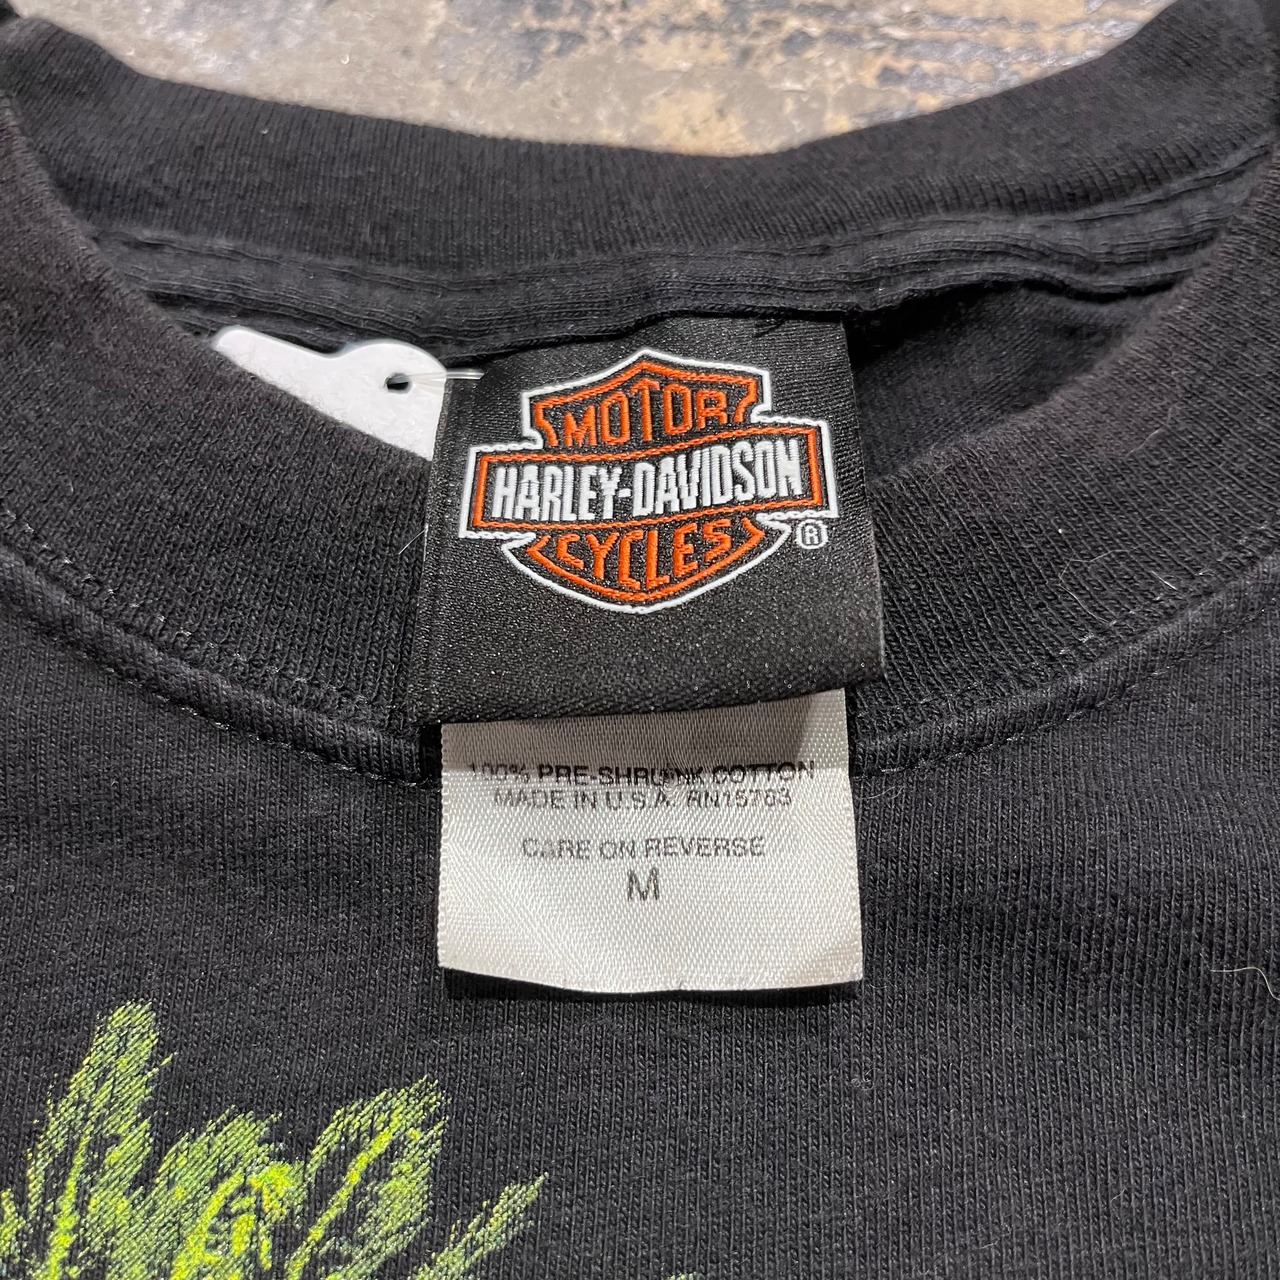 MOTOR
HARLEY-DAVIDSON
CYCLES
®
100% PRE-SHRUNK COTTON
MADE IN U.S.A. RN15763
CARE ON REVERSE
M